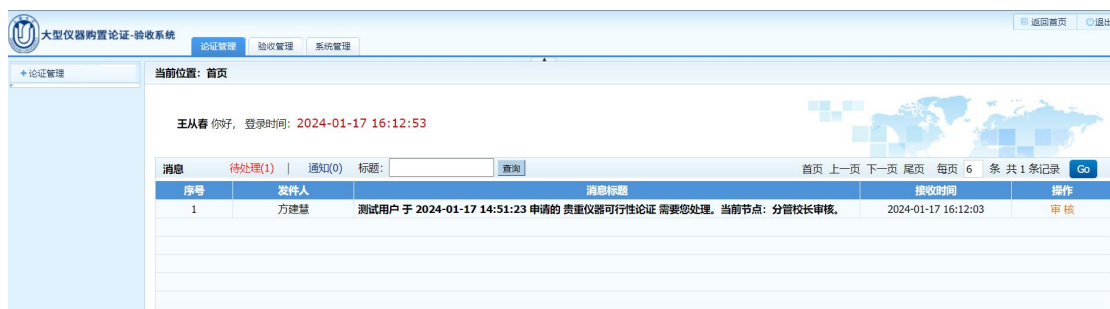 返回首页 退出
大型仪器购置论证-验收系统
论证管理 验收管理 系统管理
+论证管理
当前位置：首页
王从春 你好， 登录时间：2024-01-17 16:12:53
消息 待处理(1) | 通知(0) 标题： 查询 首页 上一页 下一页 尾页 每页 6 条 共 1 条记录 Go
序号 发件人 消息标题 接收时间 操作
1 方建慧 测试用户 于 2024-01-17 14:51:23 申请的 贵重仪器可行性论证 需要您处理。当前节点：分管校长审核。 2024-01-17 16:12:03 审 核